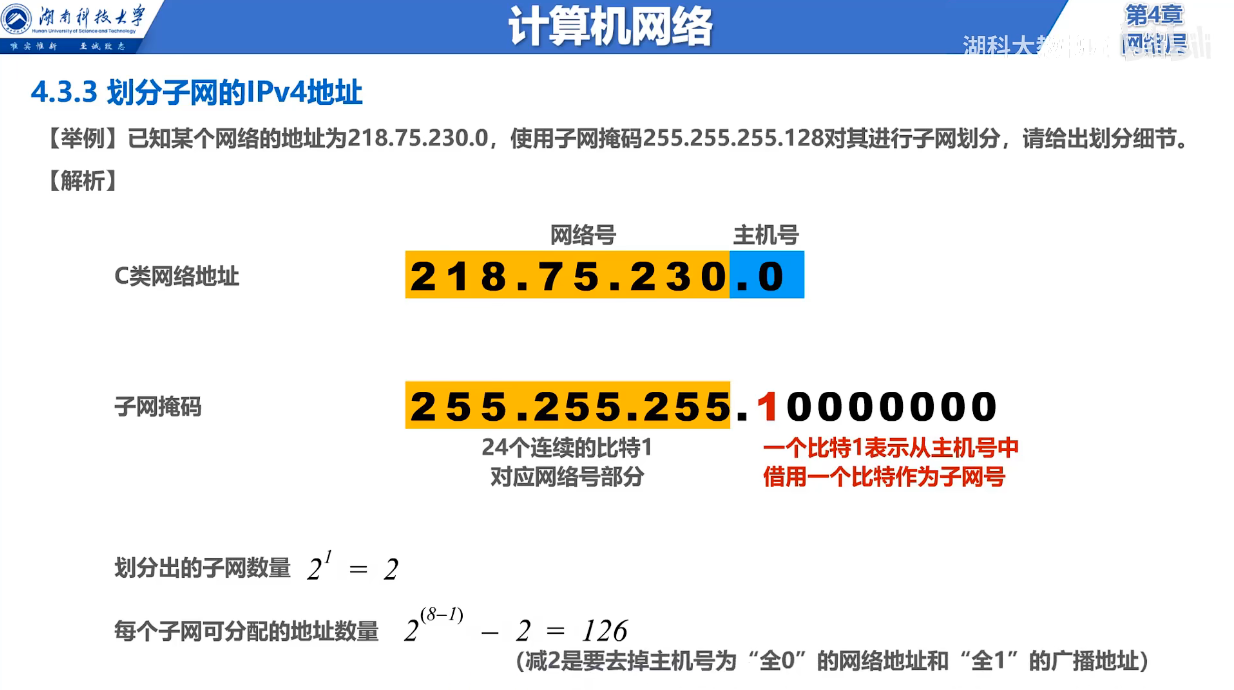 湖南科技大学
Hunan University of Science and Technology
唯实惟新 至诚致志
计算机网络
第4章
网络层
湖科大教
4.3.3 划分子网的IPv4地址
【举例】已知某个网络的地址为218.75.230.0，使用子网掩码255.255.255.128对其进行子网划分，请给出划分细节。
【解析】
网络号 主机号
C类网络地址 218.75.230.0
子网掩码 255.255.255.10000000
24个连续的比特1
对应网络号部分
一个比特1表示从主机号中
借用一个比特作为子网号
划分出的子网数量 2^1 = 2
每个子网可分配的地址数量 2^(8–1) – 2 = 126
（减2是要去掉主机号为“全0”的网络地址和“全1”的广播地址）